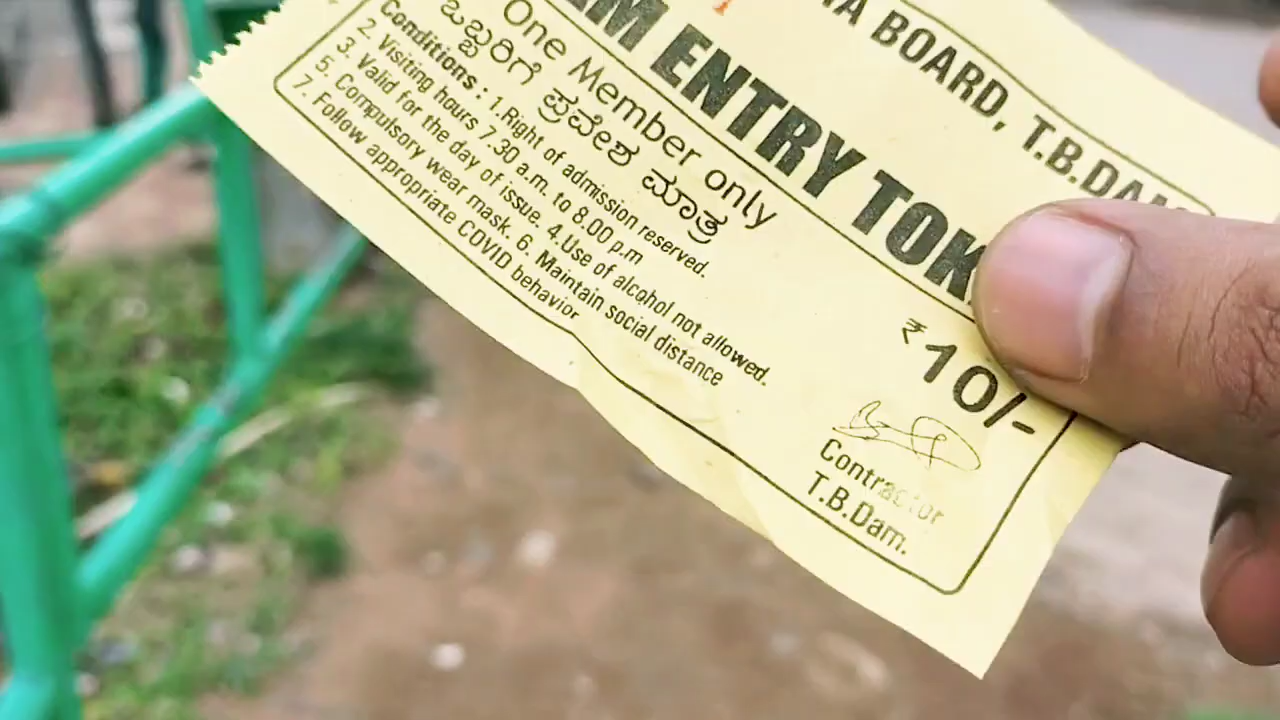 BOARD, T.B.DAM
ENTRY TOK
One Member only
ಒಬ್ಬರಿಗೆ ಪ್ರವೇಶ ಮಾತ್ರ
Conditions : 1.Right of admission reserved.
2. Visiting hours 7.30 a.m. to 8.00 p.m
3. Valid for the day of issue. 4.Use of alcohol not allowed.
5. Compulsory wear mask. 6. Maintain social distance
7. Follow appropriate COVID behavior
₹ 10/-
Contractor
T.B.Dam.